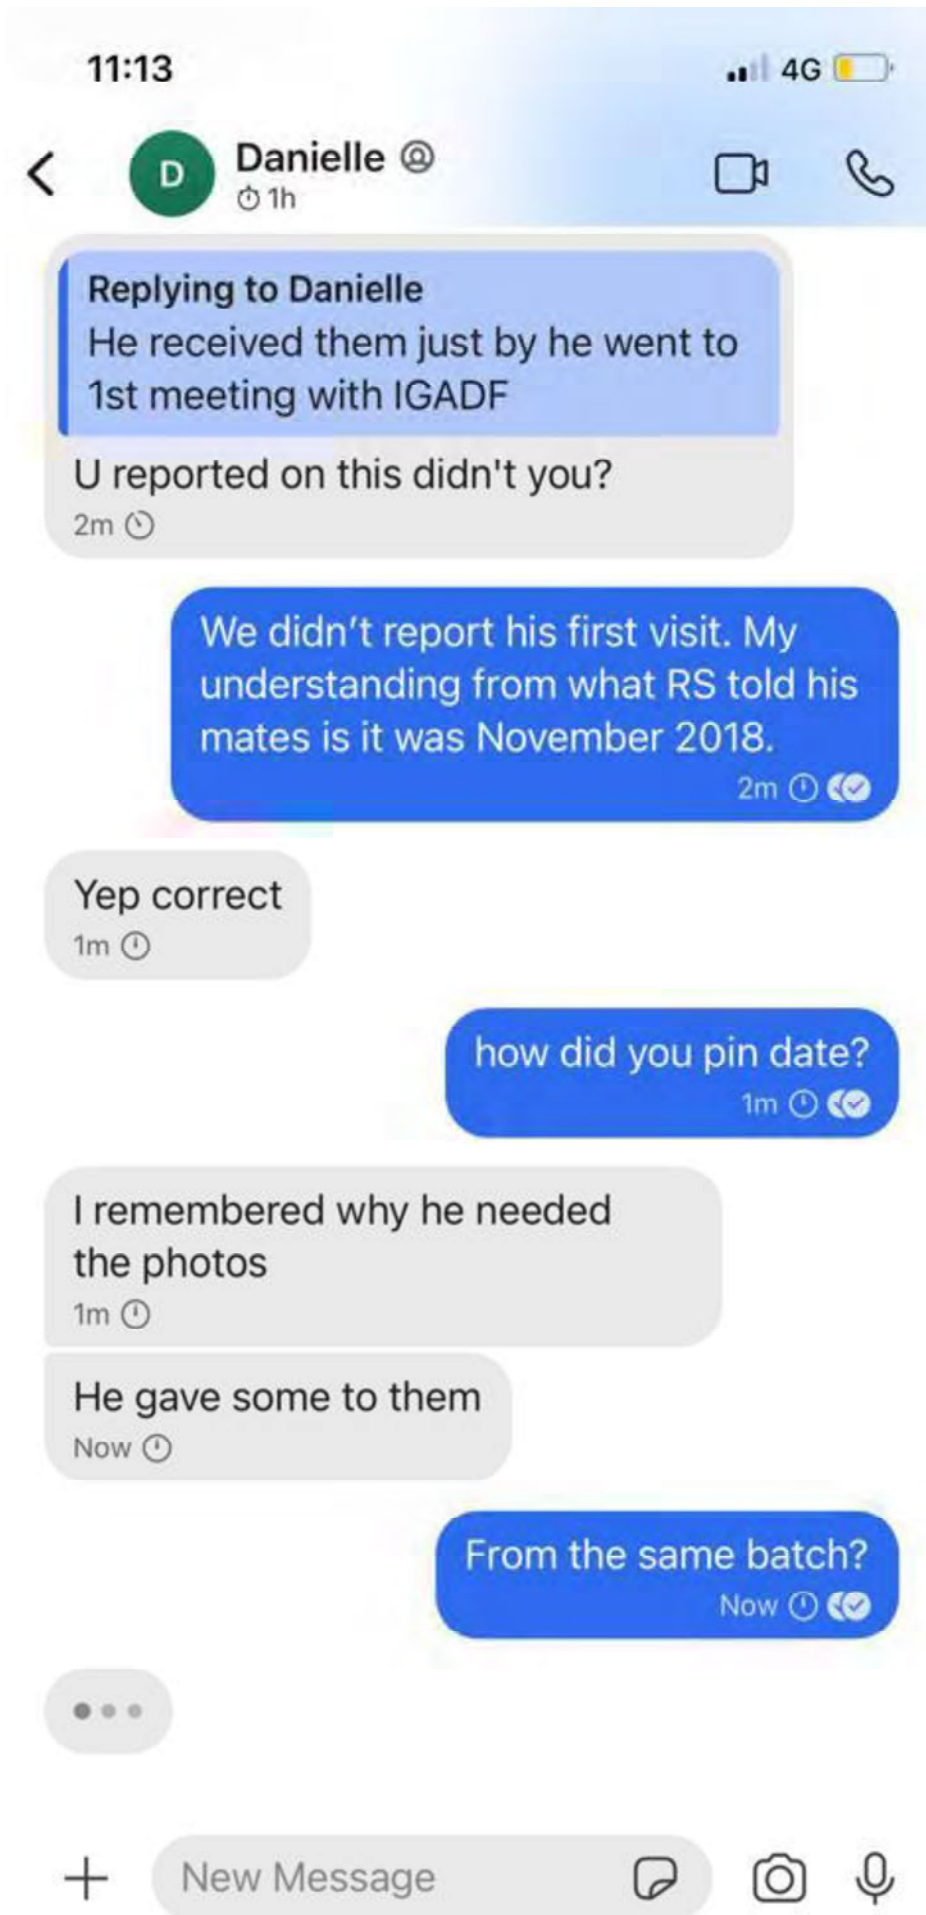 11:13
4G
D
Danielle
1h
Replying to Danielle
He received them just by he went to
1st meeting with IGADF
U reported on this didn't you?
2m
We didn’t report his first visit. My
understanding from what RS told his
mates is it was November 2018.
2m
Yep correct
1m
how did you pin date?
1m
I remembered why he needed
the photos
1m
He gave some to them
Now
From the same batch?
Now
New Message